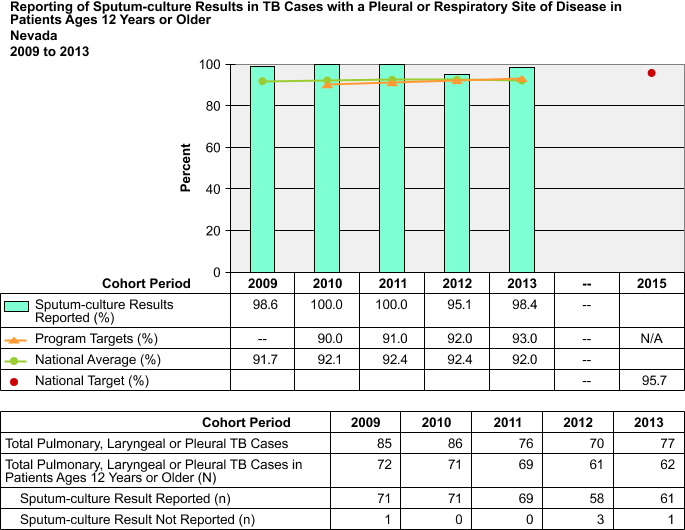 Reporting of Sputum-culture Results in TB Cases with a Pleural or Respiratory Site of Disease in
Patients Ages 12 Years or Older
Nevada
2009 to 2013
100
80
60
40
20
0
Percent
Cohort Period 2009 2010 2011 2012 2013 -- 2015
Sputum-culture Results
Reported (%) 98.6 100.0 100.0 95.1 98.4 --
Program Targets (%) -- 90.0 91.0 92.0 93.0 -- N/A
National Average (%) 91.7 92.1 92.4 92.4 92.0 --
National Target (%) -- 95.7
Cohort Period 2009 2010 2011 2012 2013
Total Pulmonary, Laryngeal or Pleural TB Cases 85 86 76 70 77
Total Pulmonary, Laryngeal or Pleural TB Cases in
Patients Ages 12 Years or Older (N) 72 71 69 61 62
Sputum-culture Result Reported (n) 71 71 69 58 61
Sputum-culture Result Not Reported (n) 1 0 0 3 1